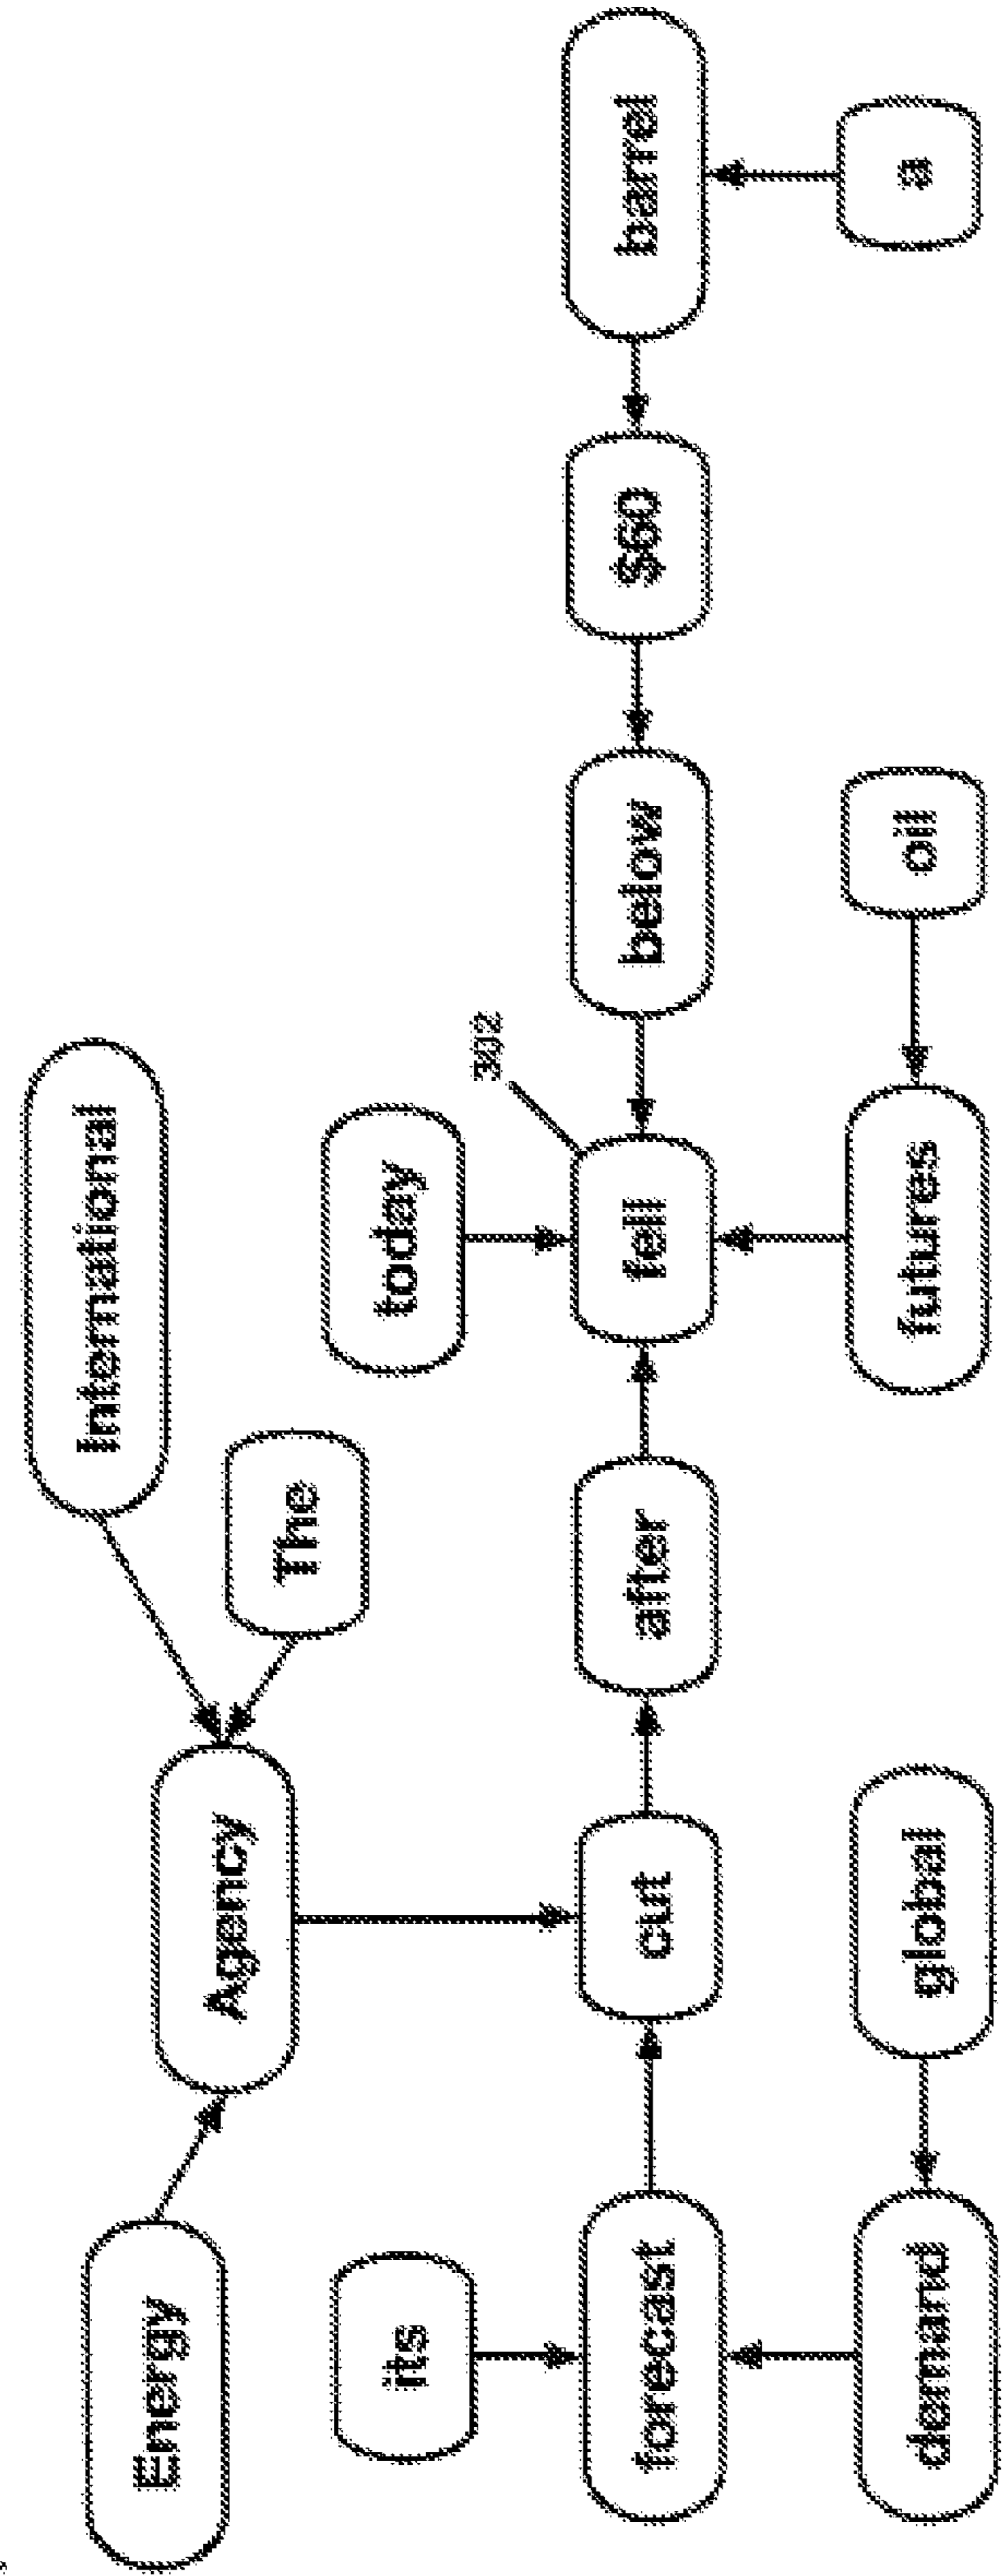 International
Energy
Agency
The
its
today
302
forecast
cut
after
fell
below
$60
barrel
demand
global
futures
oil
a